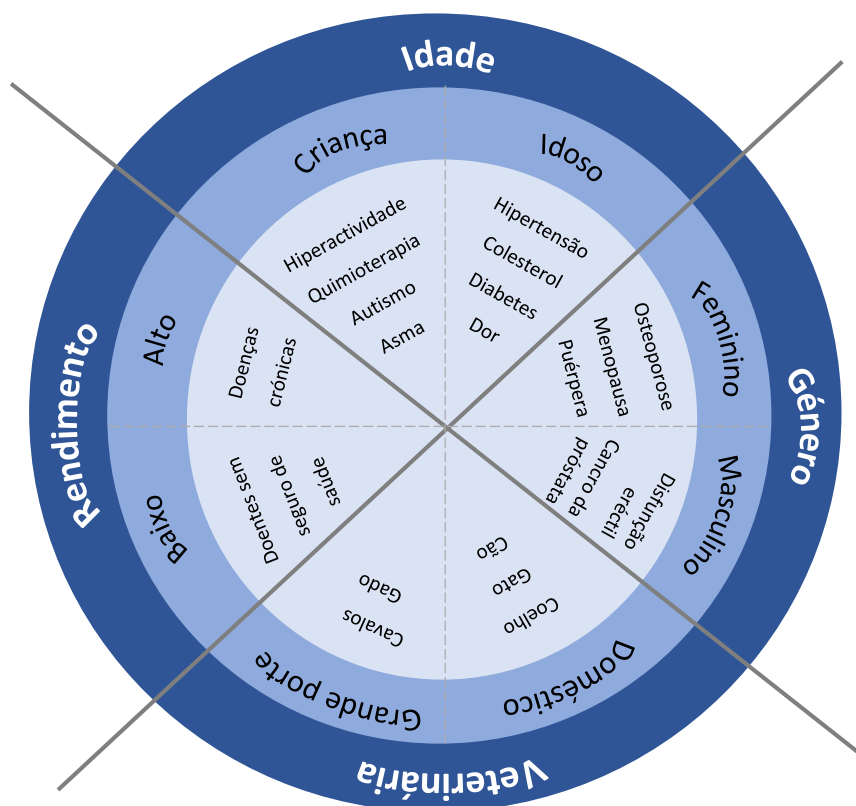 Idade
Criança
Hiperactividade
Quimioterapia
Autismo
Asma
Idoso
Hipertensão
Colesterol
Diabetes
Dor
Género
Feminino
Osteoporose
Menopausa
Puérpera
Masculino
Disfunção
eréctil
Cancro da
próstata
Veterinária
Doméstico
Cão
Gato
Coelho
Grande porte
Gado
Cavalos
Rendimento
Baixo
Doentes sem
seguro de
saúde
Alto
Doenças
crónicas